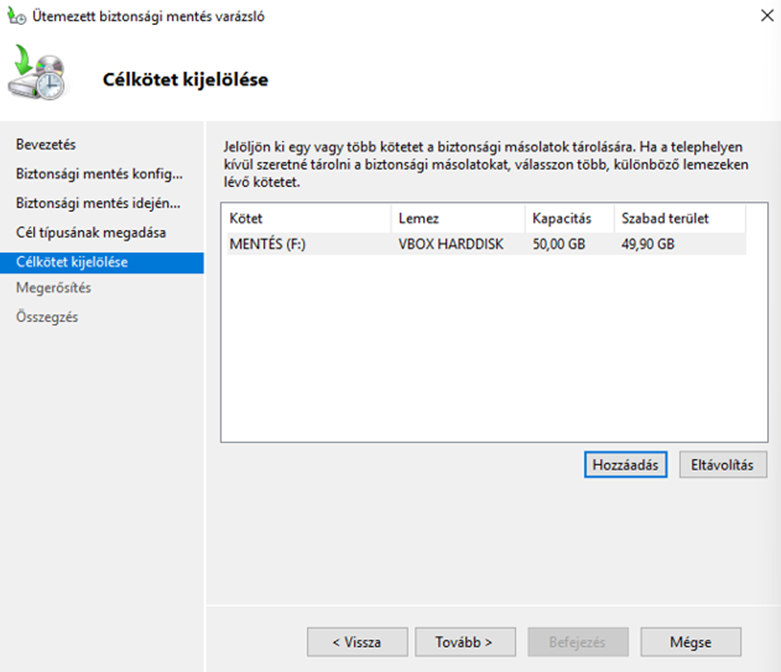 Ütemezett biztonsági mentés varázsló
Célkötet kijelölése
Bevezetés
Biztonsági mentés konfig...
Biztonsági mentés idején...
Cél típusának megadása
Célkötet kijelölése
Megerősítés
Összegzés
Jelöljön ki egy vagy több kötetet a biztonsági másolatok tárolására. Ha a telephelyen
kívül szeretné tárolni a biztonsági másolatokat, válasszon több, különböző lemezeken
lévő kötetet.
Kötet Lemez Kapacitás Szabad terület
MENTÉS (F:) VBOX HARDDISK 50,00 GB 49,90 GB
Hozzáadás Eltávolítás
< Vissza Tovább > Befejezés Mégse